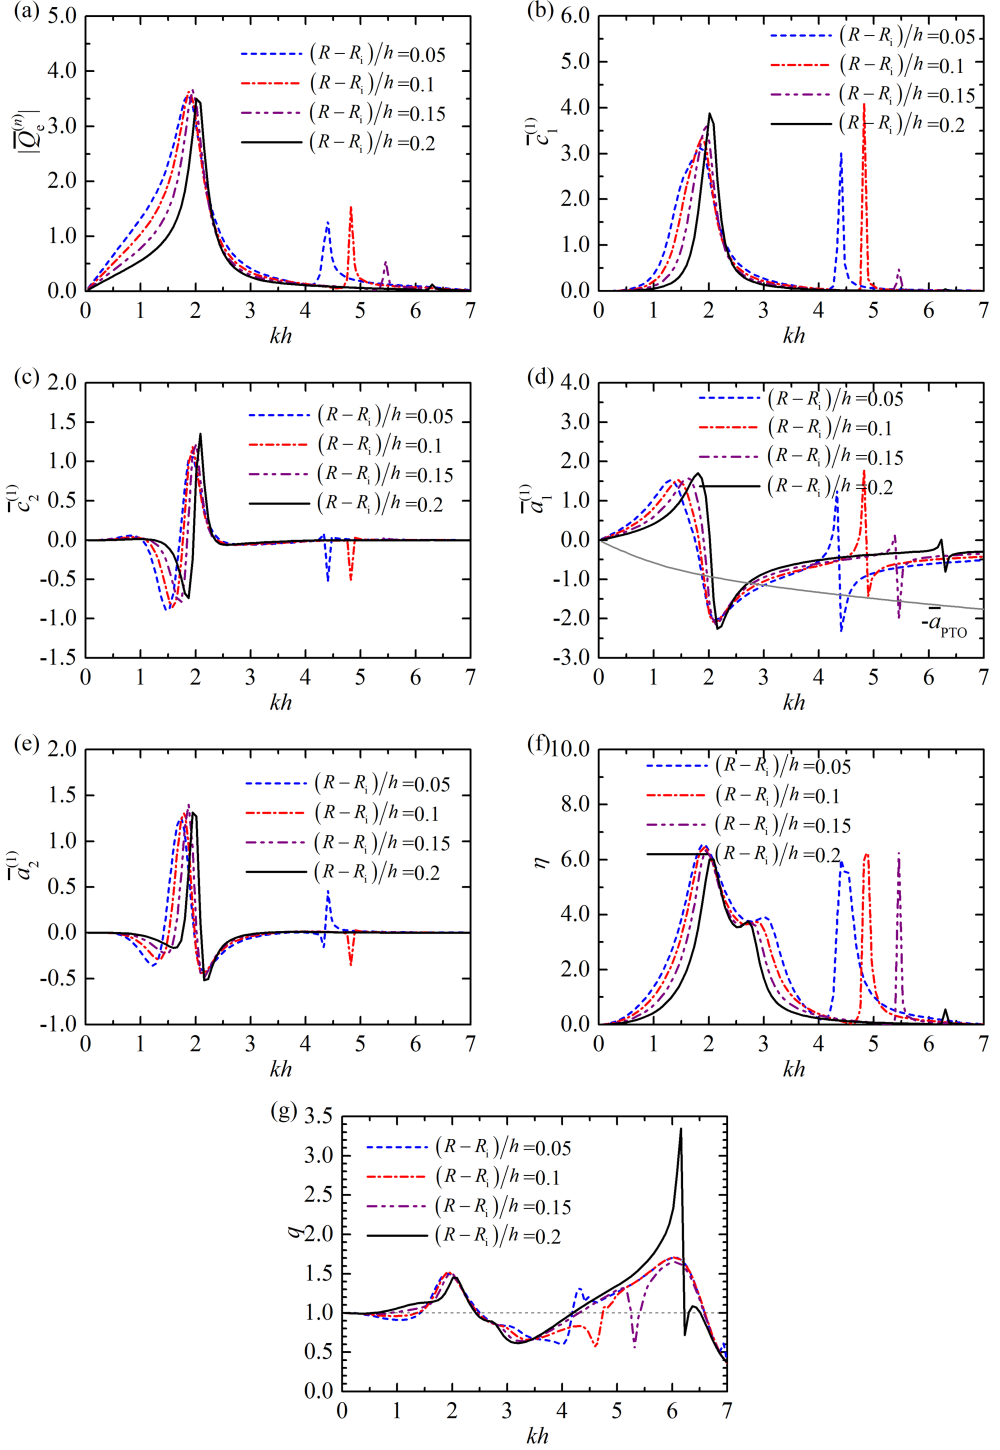 (a)
5.0
4.0
3.0
2.0
1.0
0.0
|Q̅ₑ⁽ⁿ⁾|
(R−Rᵢ)/h=0.05
(R−Rᵢ)/h=0.1
(R−Rᵢ)/h=0.15
(R−Rᵢ)/h=0.2
0 1 2 3 4 5 6 7
kh
(b)
6.0
5.0
4.0
3.0
2.0
1.0
0.0
c̅₁⁽¹⁾
(R−Rᵢ)/h=0.05
(R−Rᵢ)/h=0.1
(R−Rᵢ)/h=0.15
(R−Rᵢ)/h=0.2
0 1 2 3 4 5 6 7
kh
(c)
2.0
1.5
1.0
0.5
0.0
-0.5
-1.0
-1.5
c̅₂⁽¹⁾
(R−Rᵢ)/h=0.05
(R−Rᵢ)/h=0.1
(R−Rᵢ)/h=0.15
(R−Rᵢ)/h=0.2
0 1 2 3 4 5 6 7
kh
(d)
4.0
3.0
2.0
1.0
0.0
-1.0
-2.0
-3.0
a̅₁⁽¹⁾
(R−Rᵢ)/h=0.05
(R−Rᵢ)/h=0.1
(R−Rᵢ)/h=0.15
(R−Rᵢ)/h=0.2
-a̅_PTO
0 1 2 3 4 5 6 7
kh
(e)
2.0
1.5
1.0
0.5
0.0
-0.5
-1.0
a̅₂⁽¹⁾
(R−Rᵢ)/h=0.05
(R−Rᵢ)/h=0.1
(R−Rᵢ)/h=0.15
(R−Rᵢ)/h=0.2
0 1 2 3 4 5 6 7
kh
(f)
10.0
8.0
6.0
4.0
2.0
0.0
η
(R−Rᵢ)/h=0.05
(R−Rᵢ)/h=0.1
(R−Rᵢ)/h=0.15
(R−Rᵢ)/h=0.2
0 1 2 3 4 5 6 7
kh
(g)
3.5
3.0
2.5
2.0
1.5
1.0
0.5
0.0
q
(R−Rᵢ)/h=0.05
(R−Rᵢ)/h=0.1
(R−Rᵢ)/h=0.15
(R−Rᵢ)/h=0.2
0 1 2 3 4 5 6 7
kh